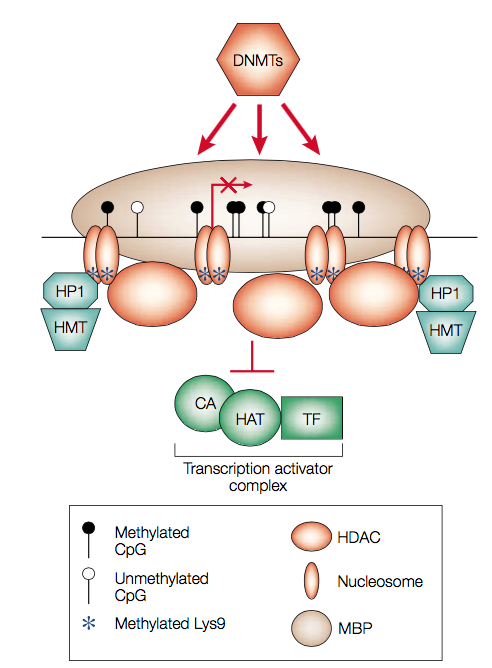 DNMTs
HP1
HMT
HP1
HMT
CA
HAT
TF
Transcription activator
complex
Methylated
CpG
HDAC
Unmethylated
CpG
Nucleosome
Methylated Lys9
MBP